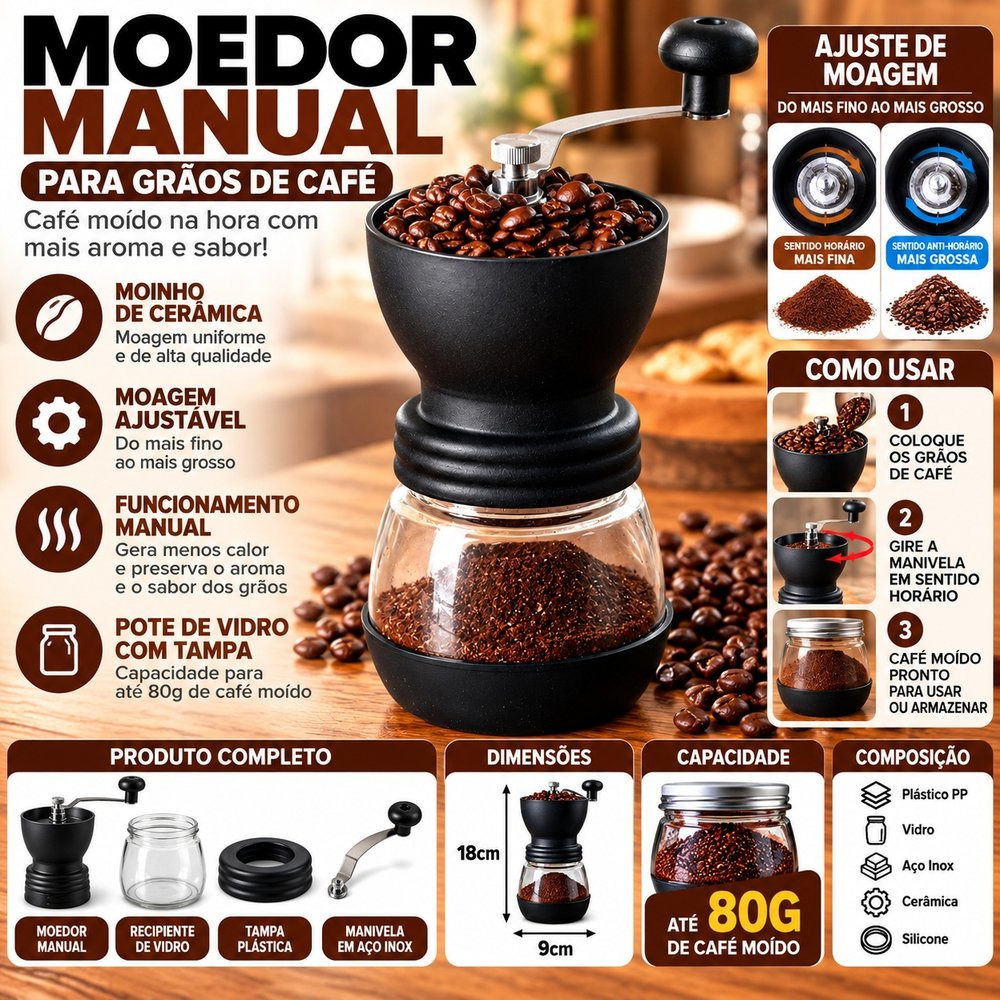 MOEDOR
MANUAL
PARA GRÃOS DE CAFÉ
Café moído na hora com
mais aroma e sabor!
MOINHO
DE CERÂMICA
Moagem uniforme
e de alta qualidade
MOAGEM
AJUSTÁVEL
Do mais fino
ao mais grosso
FUNCIONAMENTO
MANUAL
Gera menos calor
e preserva o aroma
e o sabor dos grãos
POTE DE VIDRO
COM TAMPA
Capacidade para
até 80g de café moído
AJUSTE DE
MOAGEM
DO MAIS FINO AO MAIS GROSSO
SENTIDO HORÁRIO
MAIS FINA
SENTIDO ANTI-HORÁRIO
MAIS GROSSA
COMO USAR
1
COLOQUE
OS GRÃOS
DE CAFÉ
2
GIRE A
MANIVELA
EM SENTIDO
HORÁRIO
3
CAFÉ MOÍDO
PRONTO
PARA USAR
OU ARMAZENAR
PRODUTO COMPLETO
MOEDOR
MANUAL
RECIPIENTE
DE VIDRO
TAMPA
PLÁSTICA
MANIVELA
EM AÇO INOX
DIMENSÕES
18cm
9cm
CAPACIDADE
ATÉ 80G
DE CAFÉ MOÍDO
COMPOSIÇÃO
Plástico PP
Vidro
Aço Inox
Cerâmica
Silicone